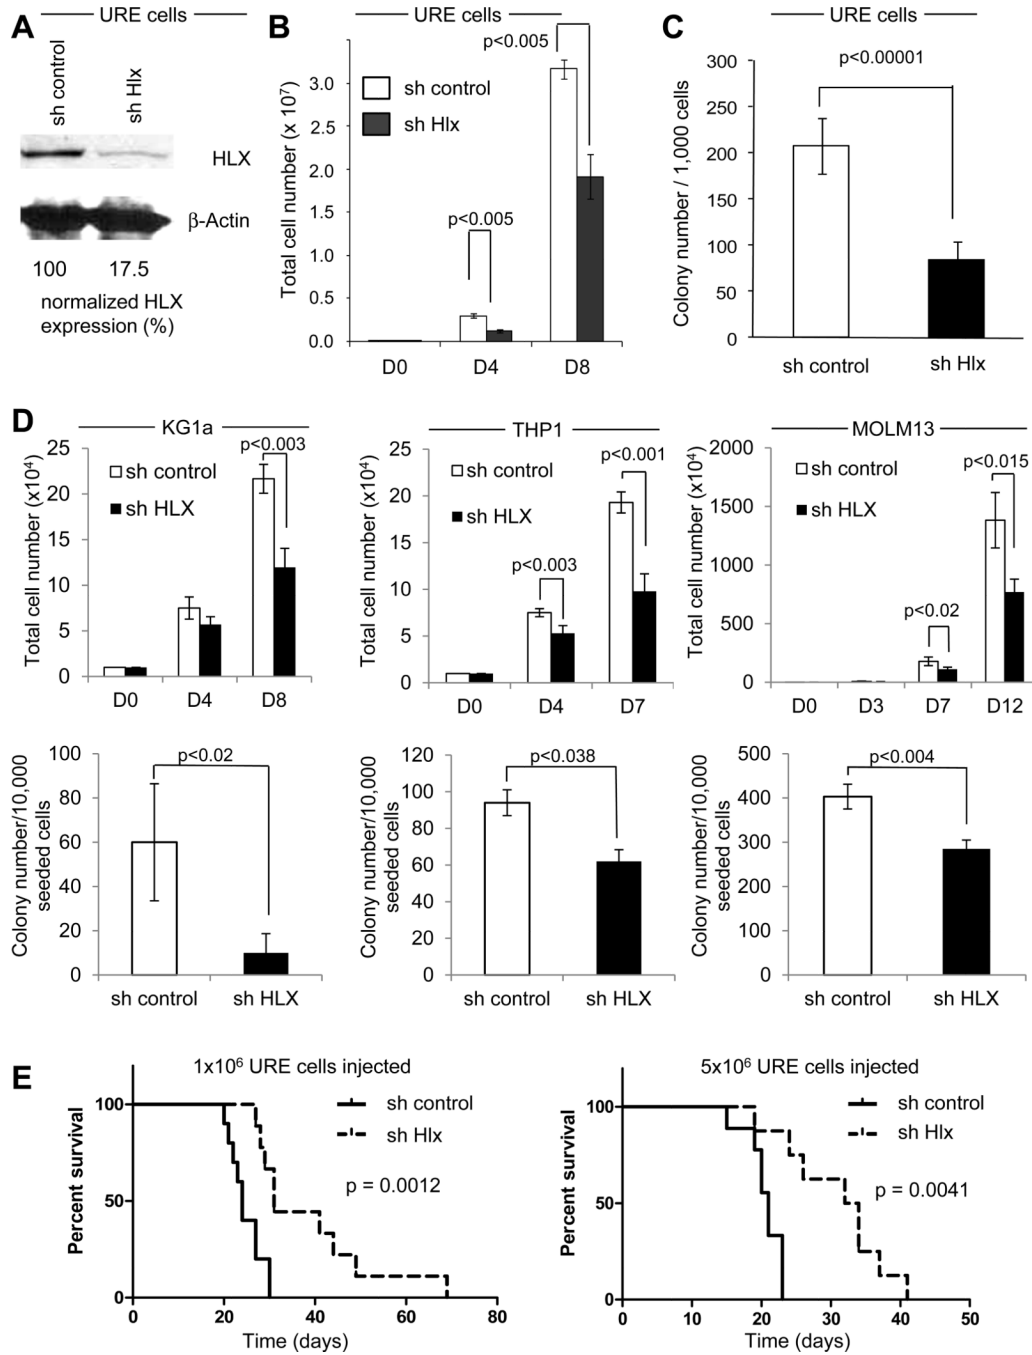 A
URE cells
sh control
sh Hlx
HLX
β-Actin
100 17.5
normalized HLX
expression (%)
B
URE cells
p<0.005
sh control
sh Hlx
p<0.005
Total cell number (x 10⁷)
3.0
2.5
2.0
1.5
1.0
0.5
0.0
D0 D4 D8
C
URE cells
p<0.00001
Colony number / 1,000 cells
300
250
200
150
100
50
0
sh control sh Hlx
D
KG1a
p<0.003
sh control
sh HLX
Total cell number (x10⁴)
25
20
15
10
5
0
D0 D4 D8
THP1
p<0.001
sh control
sh HLX
p<0.003
Total cell number (x10⁴)
25
20
15
10
5
0
D0 D4 D7
MOLM13
p<0.015
sh control
sh HLX
p<0.02
Total cell number (x10⁴)
2000
1500
1000
500
0
D0 D3 D7 D12
p<0.02
Colony number/10,000
seeded cells
100
80
60
40
20
0
sh control sh HLX
p<0.038
Colony number/10,000
seeded cells
120
100
80
60
40
20
0
sh control sh HLX
p<0.004
Colony number/10,000
seeded cells
500
400
300
200
100
0
sh control sh HLX
E
1x10⁶ URE cells injected
sh control
sh Hlx
p = 0.0012
Percent survival
100
50
0
0 20 40 60 80
Time (days)
5x10⁶ URE cells injected
sh control
sh Hlx
p = 0.0041
Percent survival
100
50
0
0 10 20 30 40 50
Time (days)